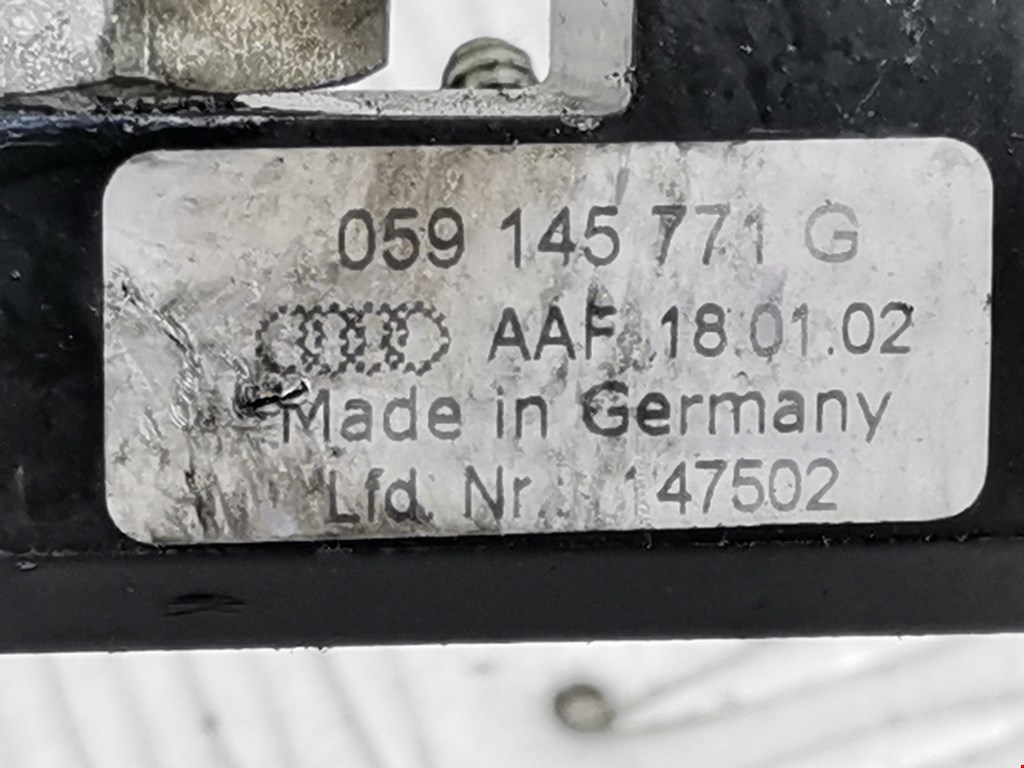 059 145 771 G
AAF 18.01.02
Made in Germany
Lfd. Nr. 147502